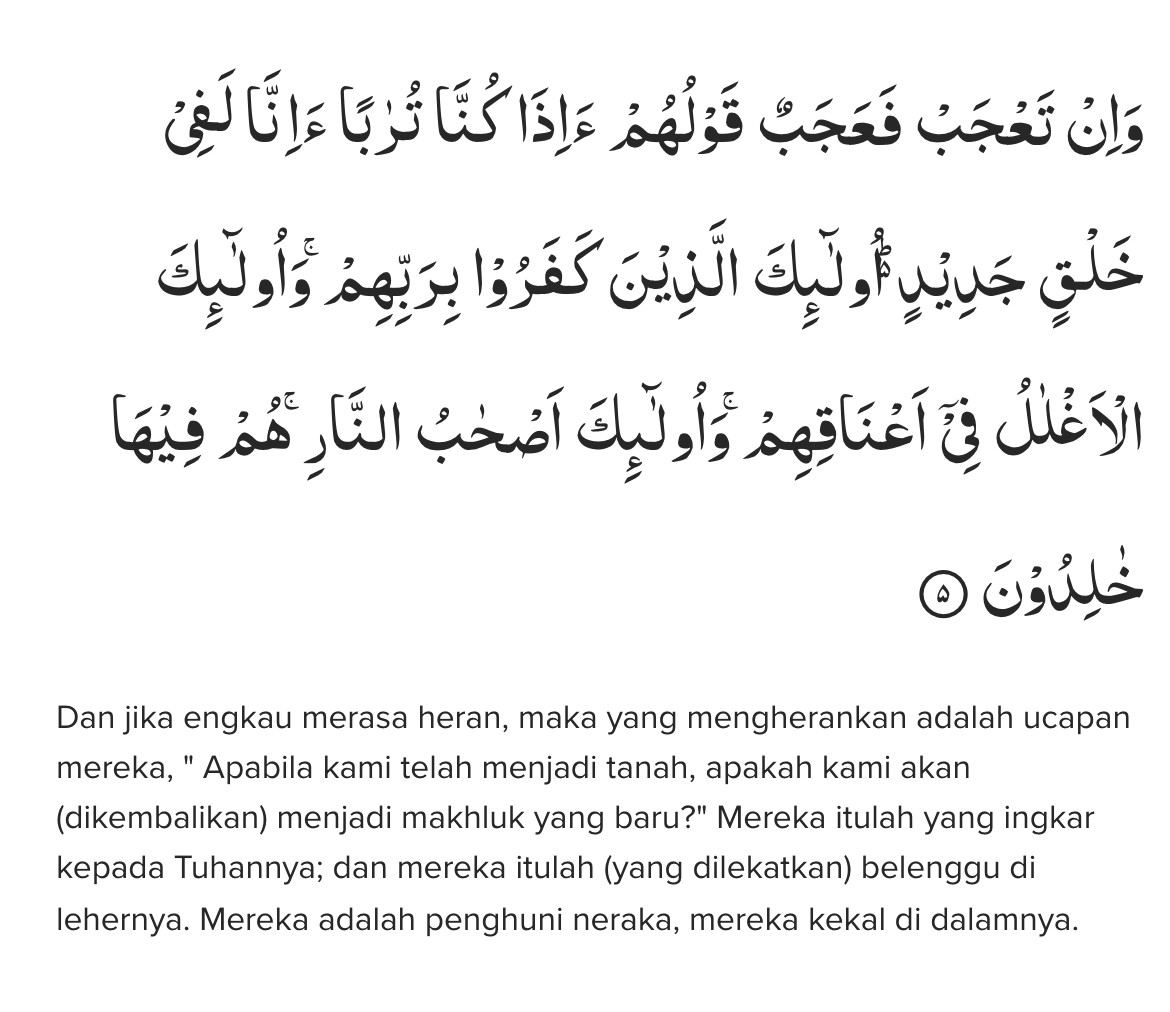 وَاِنْ تَعْجَبْ فَعَجَبٌ قَوْلُهُمْ ءَاِذَا كُنَّا تُرٰبًا ءَاِنَّا لَفِيْ
خَلْقٍ جَدِيْدٍ ەۗ اُولٰۤىِٕكَ الَّذِيْنَ كَفَرُوْا بِرَبِّهِمْۚ وَاُولٰۤىِٕكَ
الْاَغْلٰلُ فِيْٓ اَعْنَاقِهِمْۚ وَاُولٰۤىِٕكَ اَصْحٰبُ النَّارِۚ هُمْ فِيْهَا
خٰلِدُوْنَ ۵
Dan jika engkau merasa heran, maka yang mengherankan adalah ucapan
mereka, " Apabila kami telah menjadi tanah, apakah kami akan
(dikembalikan) menjadi makhluk yang baru?" Mereka itulah yang ingkar
kepada Tuhannya; dan mereka itulah (yang dilekatkan) belenggu di
lehernya. Mereka adalah penghuni neraka, mereka kekal di dalamnya.